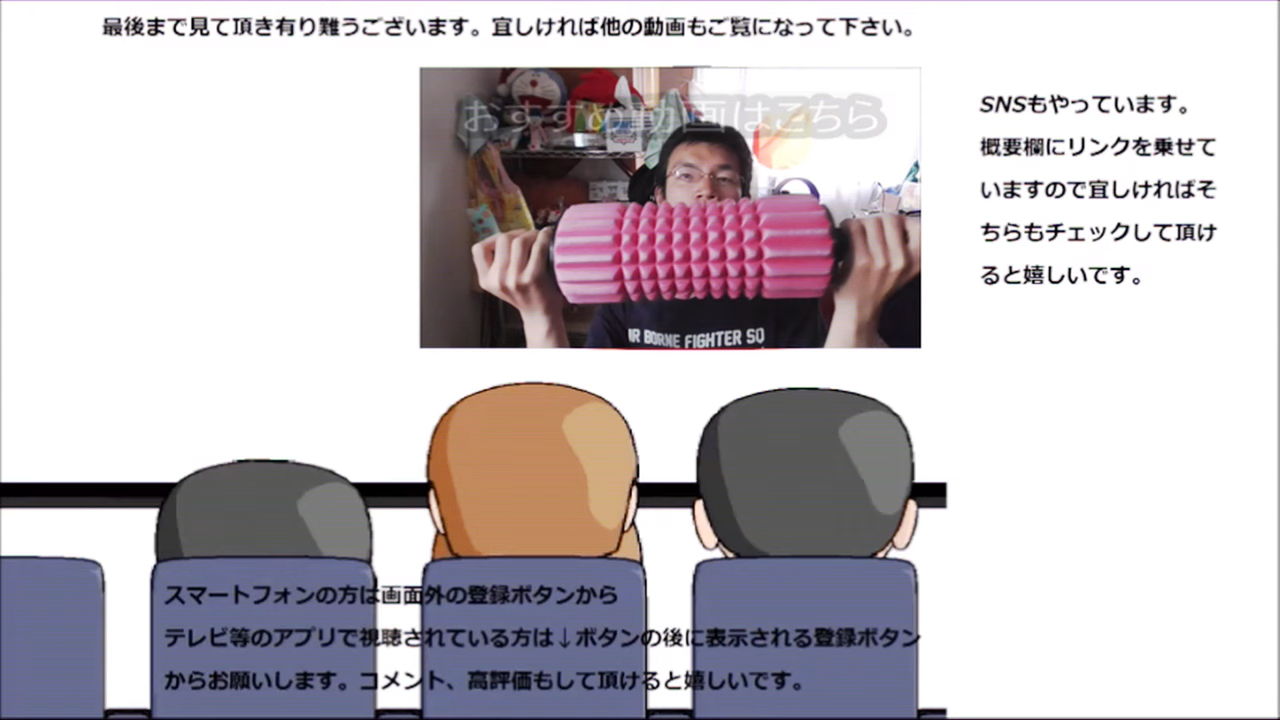 最後まで見て頂き有り難うございます。宜しければ他の動画もご覧になって下さい。
おすすめ動画はこちら
SNSもやっています。
概要欄にリンクを乗せて
いますので宜しければそ
ちらもチェックして頂け
ると嬉しいです。
IR BORNE FIGHTER SQ
スマートフォンの方は画面外の登録ボタンから
テレビ等のアプリで視聴されている方は↓ボタンの後に表示される登録ボタン
からお願いします。コメント、高評価もして頂けると嬉しいです。